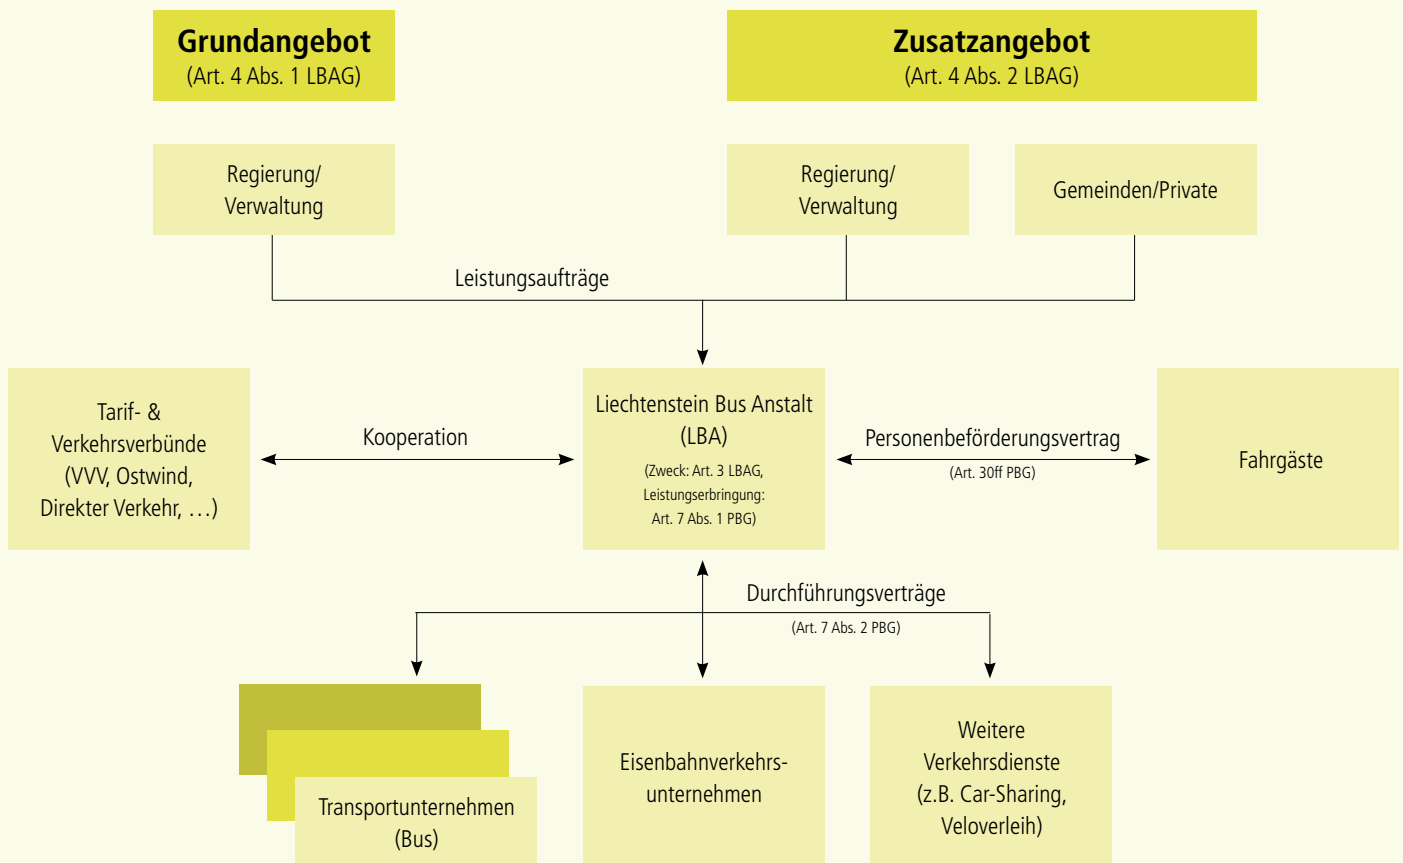 Grundangebot
(Art. 4 Abs. 1 LBAG)
Zusatzangebot
(Art. 4 Abs. 2 LBAG)
Regierung/
Verwaltung
Regierung/
Verwaltung
Gemeinden/Private
Leistungsaufträge
Tarif- &
Verkehrsverbünde
(VVV, Ostwind,
Direkter Verkehr, …)
Kooperation
Liechtenstein Bus Anstalt
(LBA)
(Zweck: Art. 3 LBAG,
Leistungserbringung:
Art. 7 Abs. 1 PBG)
Personenbeförderungsvertrag
(Art. 30ff PBG)
Fahrgäste
Durchführungsverträge
(Art. 7 Abs. 2 PBG)
Transportunternehmen
(Bus)
Eisenbahnverkehrs-
unternehmen
Weitere
Verkehrsdienste
(z.B. Car-Sharing,
Veloverleih)